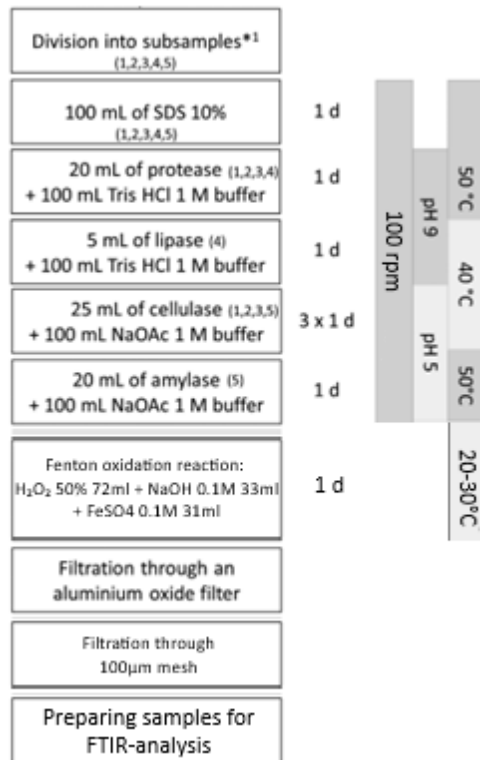 Division into subsamples*1
(1,2,3,4,5)
100 mL of SDS 10%
(1,2,3,4,5)
1 d
20 mL of protease (1,2,3,4)
+ 100 mL Tris HCl 1 M buffer
1 d
5 mL of lipase (4)
+ 100 mL Tris HCl 1 M buffer
1 d
25 mL of cellulase (1,2,3,5)
+ 100 mL NaOAc 1 M buffer
3 x 1 d
20 mL of amylase (5)
+ 100 mL NaOAc 1 M buffer
1 d
100 rpm
pH 9
pH 5
50 °C
40 °C
50°C
20-30°C
Fenton oxidation reaction:
H₂O₂ 50% 72ml + NaOH 0.1M 33ml
+ FeSO4 0.1M 31ml
1 d
Filtration through an
aluminium oxide filter
Filtration through
100µm mesh
Preparing samples for
FTIR-analysis